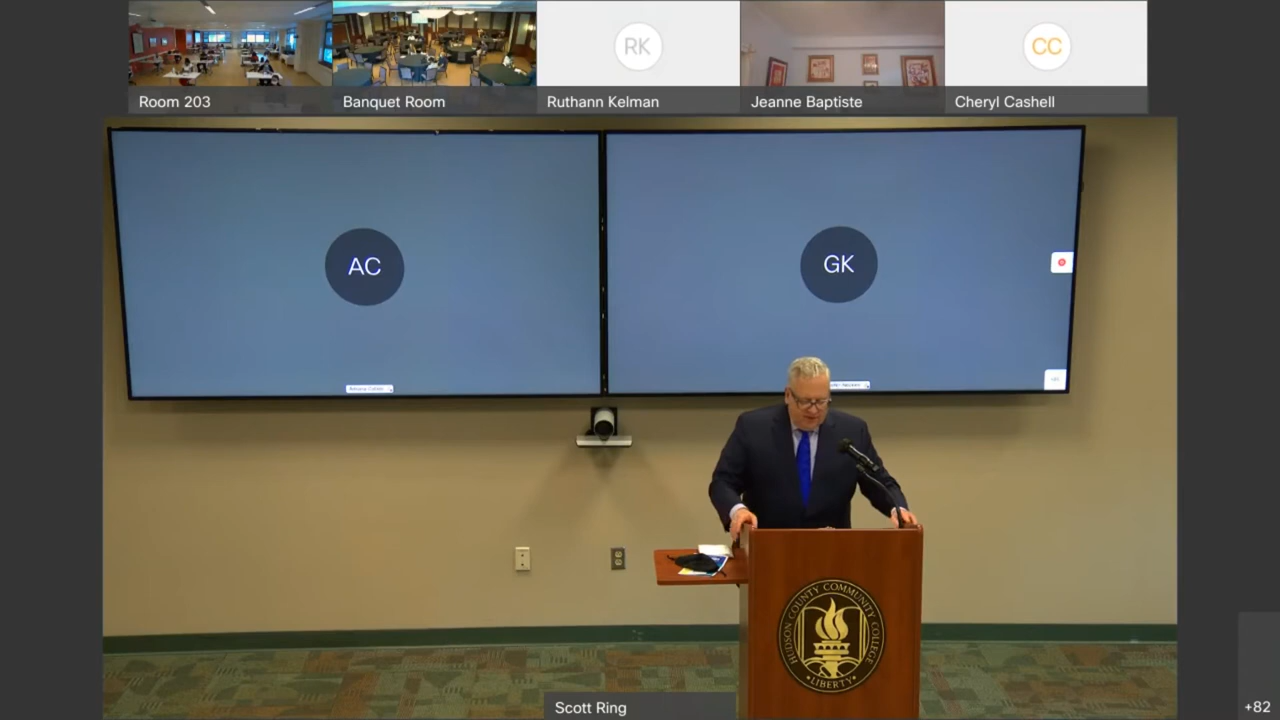 RK
CC
Room 203
Banquet Room
Ruthann Kelman
Jeanne Baptiste
Cheryl Cashell
AC
GK
HUDSON COUNTY COMMUNITY COLLEGE
• LIBERTY •
Scott Ring
+82